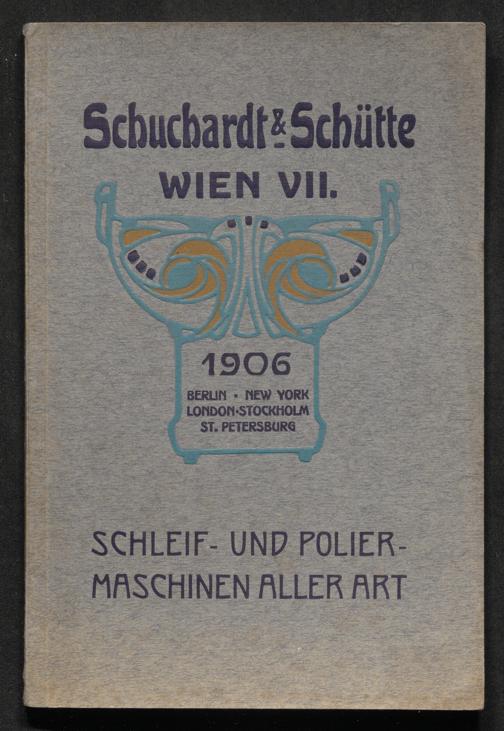 Schuchardt & Schütte
WIEN VII.
1906
BERLIN · NEW YORK
LONDON·STOCKHOLM
ST. PETERSBURG
SCHLEIF- UND POLIER-
MASCHINEN ALLER ART